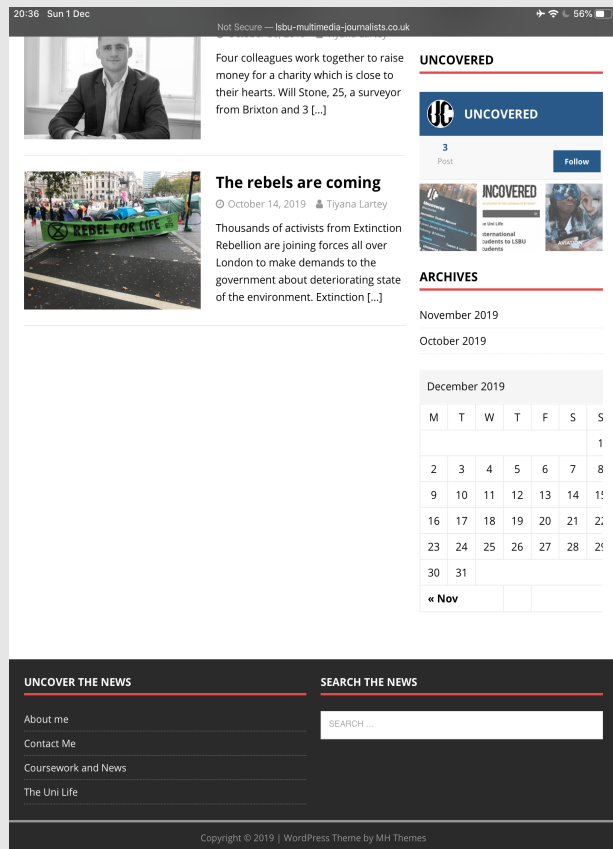 20:36 Sun 1 Dec
56%
Not Secure — lsbu-multimedia-journalists.co.uk
Four colleagues work together to raise
money for a charity which is close to
their hearts. Will Stone, 25, a surveyor
from Brixton and 3 [...]
REBEL FOR LIFE
The rebels are coming
October 14, 2019 Tiyana Lartey
Thousands of activists from Extinction
Rebellion are joining forces all over
London to make demands to the
government about deteriorating state
of the environment. Extinction [...]
UNCOVERED
UC UNCOVERED
3
Post
Follow
UNCOVERED
AVIATION
ARCHIVES
November 2019
October 2019
December 2019
M T W T F S S
1
2 3 4 5 6 7 8
9 10 11 12 13 14 15
16 17 18 19 20 21 22
23 24 25 26 27 28 29
30 31
« Nov
UNCOVER THE NEWS
About me
Contact Me
Coursework and News
The Uni Life
SEARCH THE NEWS
SEARCH ...
Copyright © 2019 | WordPress Theme by MH Themes